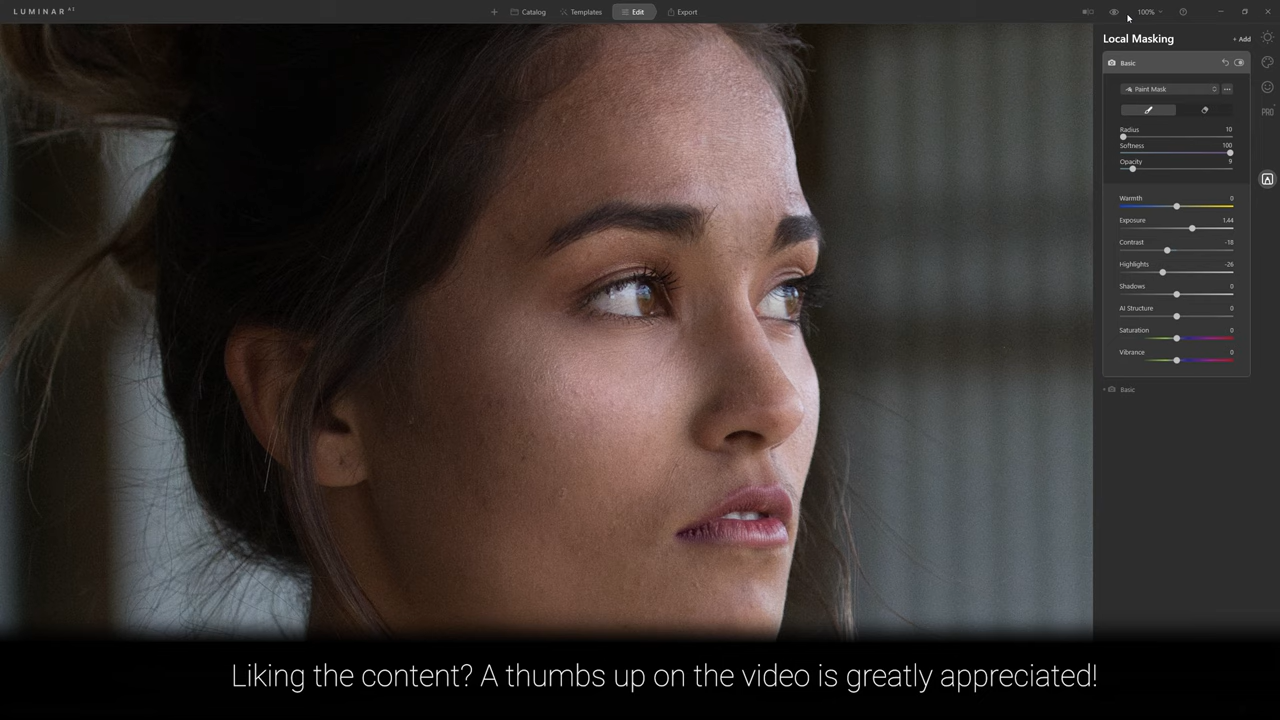 LUMINAR AI
Catalog Templates Edit Export 100%
Local Masking + Add
Basic
Paint Mask
Radius 10
Softness 100
Opacity 9
Warmth 0
Exposure 1.44
Contrast -18
Highlights -26
Shadows 0
AI Structure 0
Saturation 0
Vibrance 0
Basic
PRO
Liking the content? A thumbs up on the video is greatly appreciated!